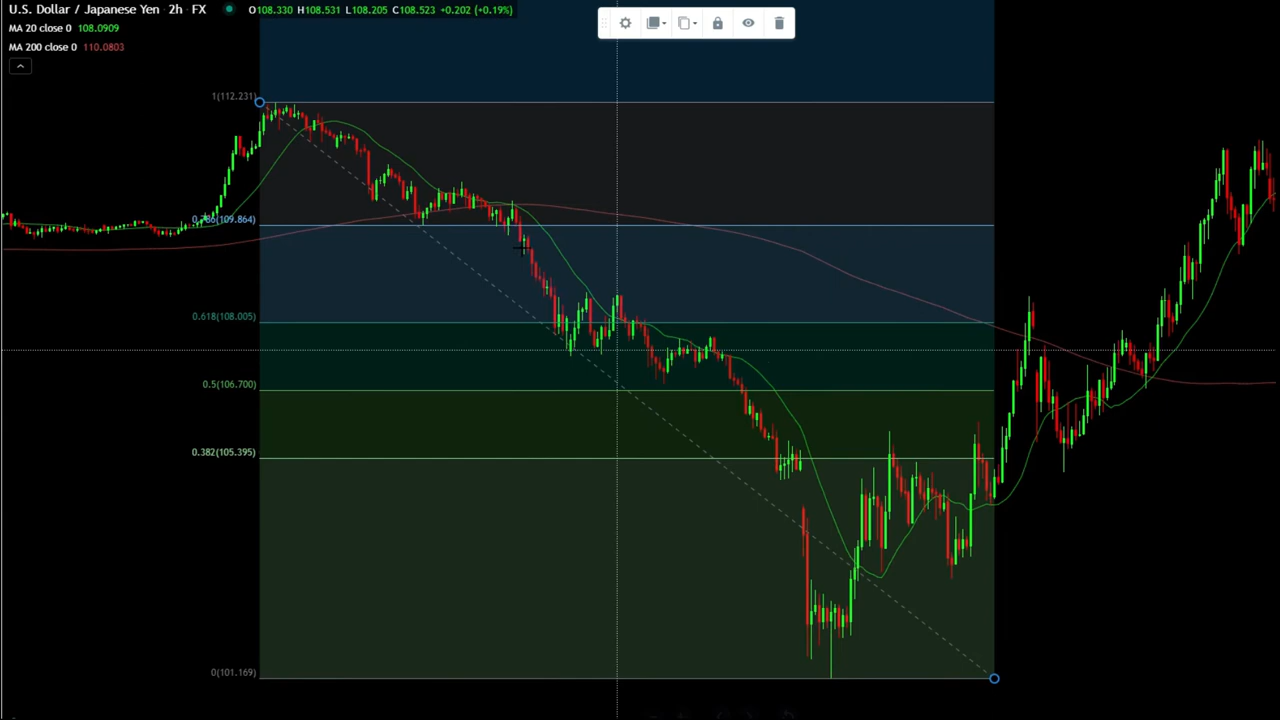 U.S. Dollar / Japanese Yen · 2h · FX O108.330 H108.531 L108.205 C108.523 +0.202 (+0.19%)
MA 20 close 0 108.0909
MA 200 close 0 110.0803
1(112.231)
0.786(109.864)
0.618(108.005)
0.5(106.700)
0.382(105.395)
0(101.169)